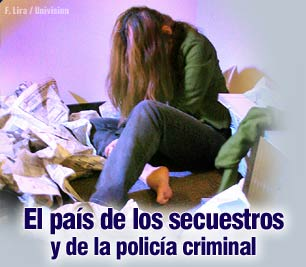 F. Lira / Univision
El país de los secuestros
y de la policía criminal